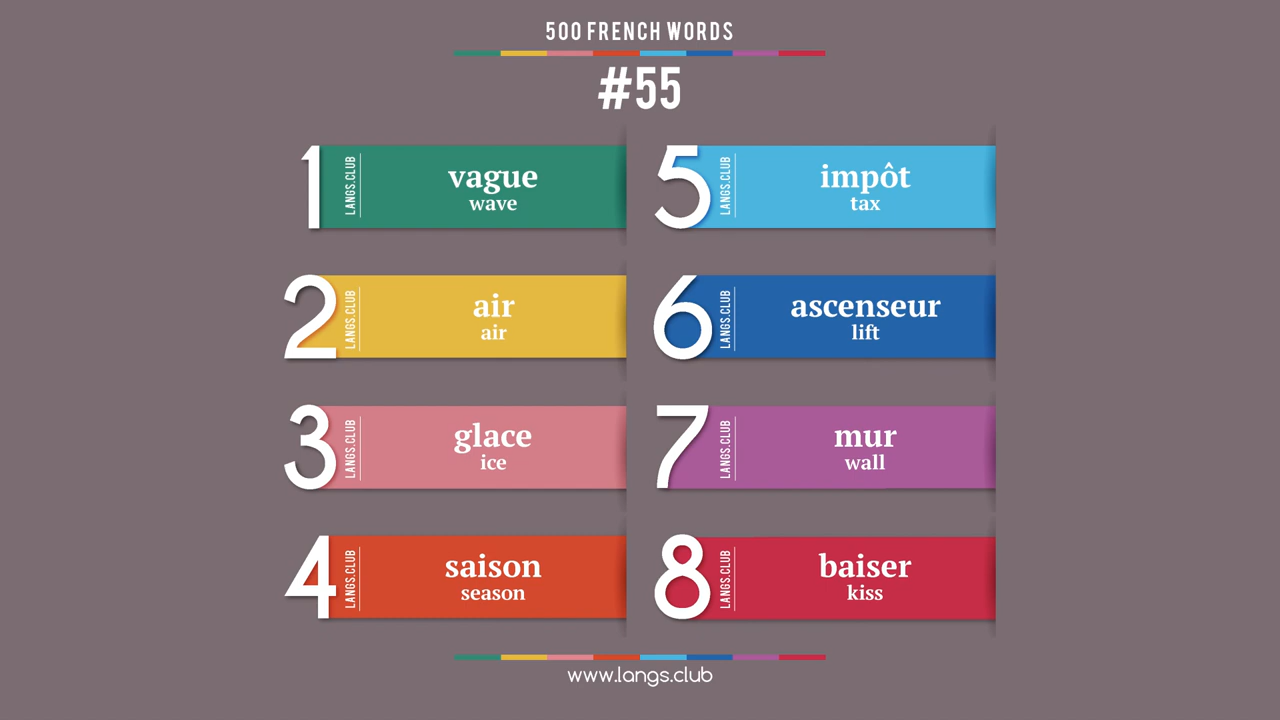 500 FRENCH WORDS
#55
1
LANGS.CLUB
vague
wave
2
LANGS.CLUB
air
air
3
LANGS.CLUB
glace
ice
4
LANGS.CLUB
saison
season
5
LANGS.CLUB
impôt
tax
6
LANGS.CLUB
ascenseur
lift
7
LANGS.CLUB
mur
wall
8
LANGS.CLUB
baiser
kiss
www.langs.club